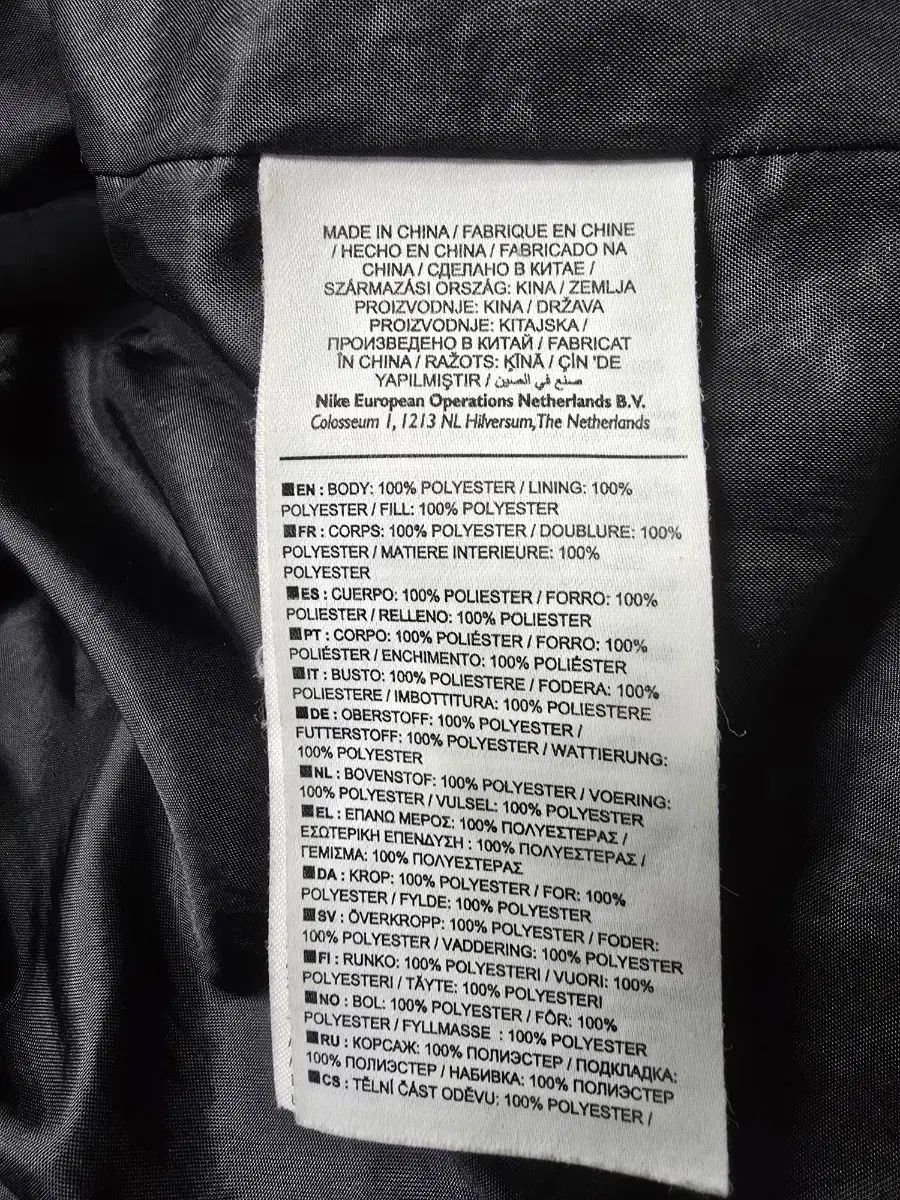 MADE IN CHINA / FABRIQUE EN CHINE
/ HECHO EN CHINA / FABRICADO NA
CHINA / СДЕЛАНО В КИТАЕ /
SZÁRMAZÁSI ORSZÁG: KINA / ZEMLJA
PROIZVODNJE: KINA / DRŽAVA
PROIZVODNJE: KITAJSKA /
ПРОИЗВЕДЕНО В КИТАЙ / FABRICAT
ÎN CHINA / RAŽOTS: ĶĪNĀ / ÇİN 'DE
YAPILMIŞTIR / صنع في الصين
Nike European Operations Netherlands B.V.
Colosseum 1, 1213 NL Hilversum, The Netherlands
EN : BODY: 100% POLYESTER / LINING: 100%
POLYESTER / FILL: 100% POLYESTER
FR : CORPS: 100% POLYESTER / DOUBLURE: 100%
POLYESTER / MATIERE INTERIEURE: 100%
POLYESTER
ES : CUERPO: 100% POLIESTER / FORRO: 100%
POLIESTER / RELLENO: 100% POLIESTER
PT : CORPO: 100% POLIÉSTER / FORRO: 100%
POLIÉSTER / ENCHIMENTO: 100% POLIÉSTER
IT : BUSTO: 100% POLIESTERE / FODERA: 100%
POLIESTERE / IMBOTTITURA: 100% POLIESTERE
DE : OBERSTOFF: 100% POLYESTER /
FUTTERSTOFF: 100% POLYESTER / WATTIERUNG:
100% POLYESTER
NL : BOVENSTOF: 100% POLYESTER / VOERING:
100% POLYESTER / VULSEL: 100% POLYESTER
EL : ΕΠΑΝΩ ΜΕΡΟΣ: 100% ΠΟΛΥΕΣΤΕΡΑΣ /
ΕΣΩΤΕΡΙΚΗ ΕΠΕΝΔΥΣΗ : 100% ΠΟΛΥΕΣΤΕΡΑΣ /
ΓΕΜΙΣΜΑ: 100% ΠΟΛΥΕΣΤΕΡΑΣ
DA : KROP: 100% POLYESTER / FOR: 100%
POLYESTER / FYLDE: 100% POLYESTER
SV : ÖVERKROPP: 100% POLYESTER / FODER:
100% POLYESTER / VADDERING: 100% POLYESTER
FI : RUNKO: 100% POLYESTERI / VUORI: 100%
POLYESTERI / TÄYTE: 100% POLYESTERI
NO : BOL: 100% POLYESTER / FÔR: 100%
POLYESTER / FYLLMASSE : 100% POLYESTER
RU : КОРСАЖ: 100% ПОЛИЭСТЕР / ПОДКЛАДКА:
100% ПОЛИЭСТЕР / НАБИВКА: 100% ПОЛИЭСТЕР
CS : TĚLNÍ ČÁST ODĚVU: 100% POLYESTER /